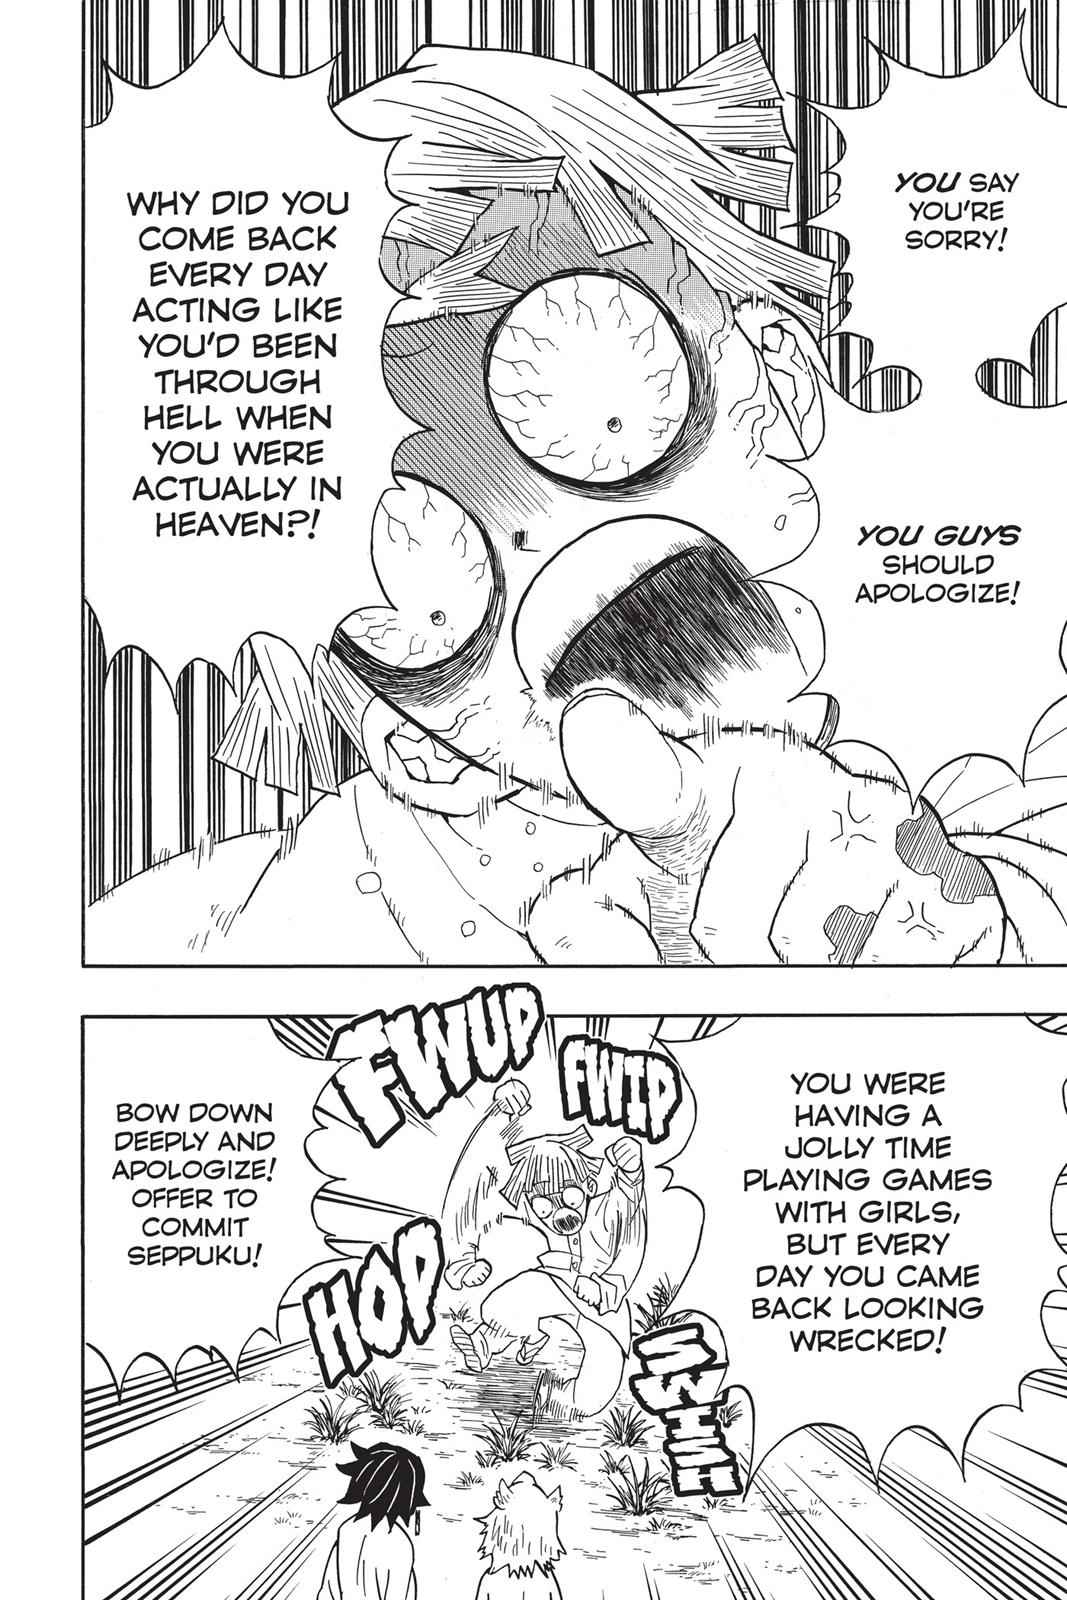 YOU SAY
YOU'RE
SORRY!
YOU GUYS
SHOULD
APOLOGIZE!
WHY DID YOU
COME BACK
EVERY DAY
ACTING LIKE
YOU'D BEEN
THROUGH
HELL WHEN
YOU WERE
ACTUALLY IN
HEAVEN?!
YOU WERE
HAVING A
JOLLY TIME
PLAYING GAMES
WITH GIRLS,
BUT EVERY
DAY YOU CAME
BACK LOOKING
WRECKED!
FWIP
FWUP
SWISH
HOP
BOW DOWN
DEEPLY AND
APOLOGIZE!
OFFER TO
COMMIT
SEPPUKU!